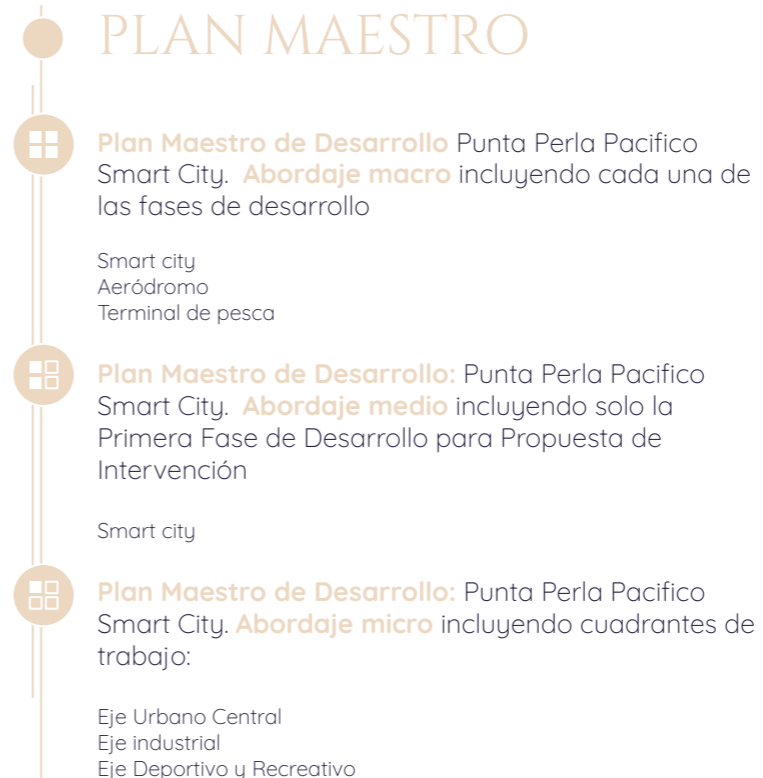 PLAN MAESTRO
Plan Maestro de Desarrollo Punta Perla Pacifico
Smart City. Abordaje macro incluyendo cada una de
las fases de desarrollo
Smart city
Aeródromo
Terminal de pesca
Plan Maestro de Desarrollo: Punta Perla Pacifico
Smart City. Abordaje medio incluyendo solo la
Primera Fase de Desarrollo para Propuesta de
Intervención
Smart city
Plan Maestro de Desarrollo: Punta Perla Pacifico
Smart City. Abordaje micro incluyendo cuadrantes de
trabajo:
Eje Urbano Central
Eje industrial
Eje Deportivo y Recreativo